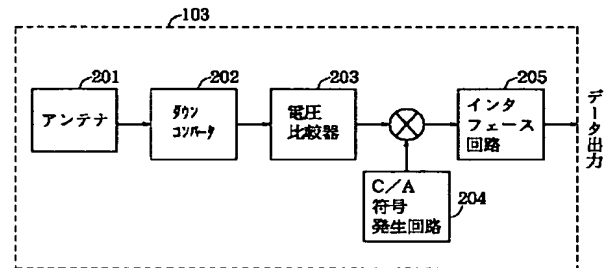 103
201
202
203
205
アンテナ
ダウン
コンバータ
電圧
比較器
インタ
フェース
回路
データ出力
C／A
符号
発生回路
204